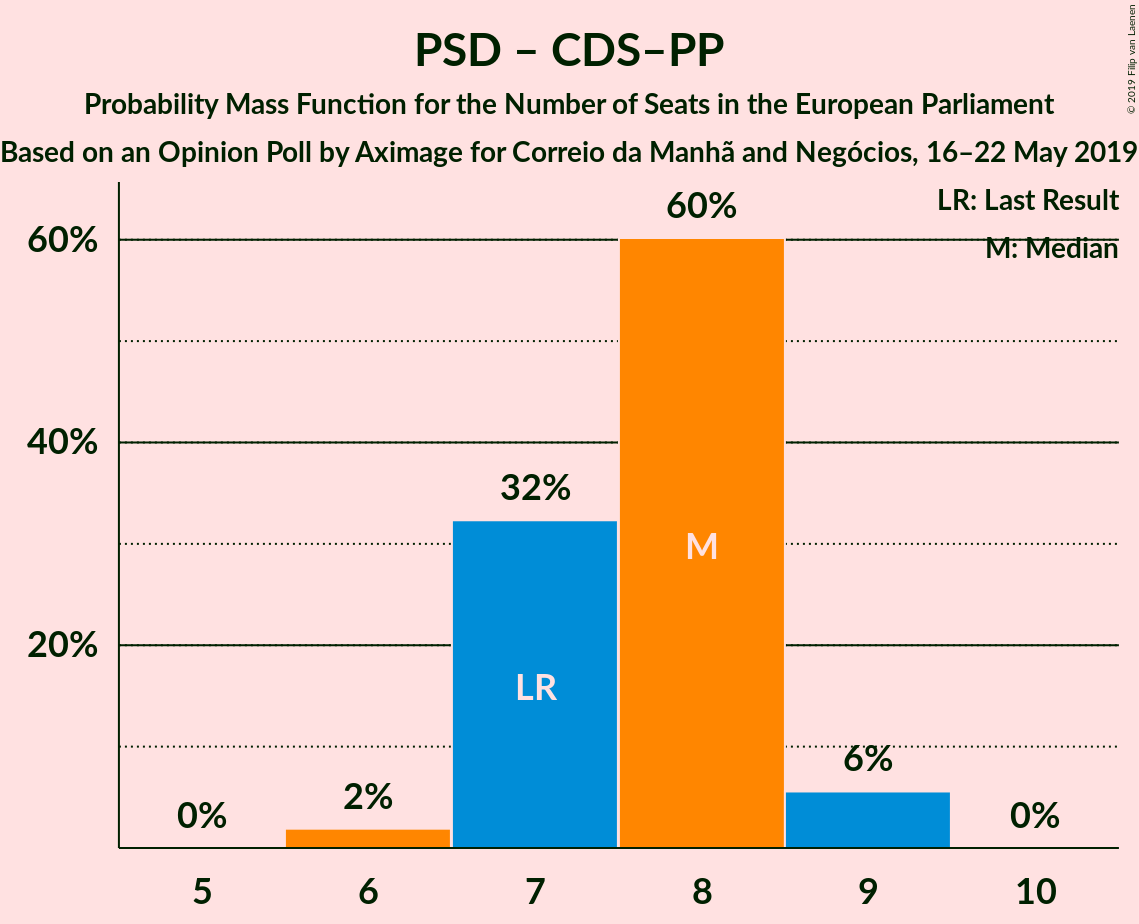 PSD – CDS–PP
Probability Mass Function for the Number of Seats in the European Parliament
Based on an Opinion Poll by Aximage for Correio da Manhã and Negócios, 16–22 May 2019
© 2019 Filip van Laenen
LR: Last Result
M: Median
60%
40%
20%
0%
2%
32%
60%
6%
0%
LR
M
5 6 7 8 9 10